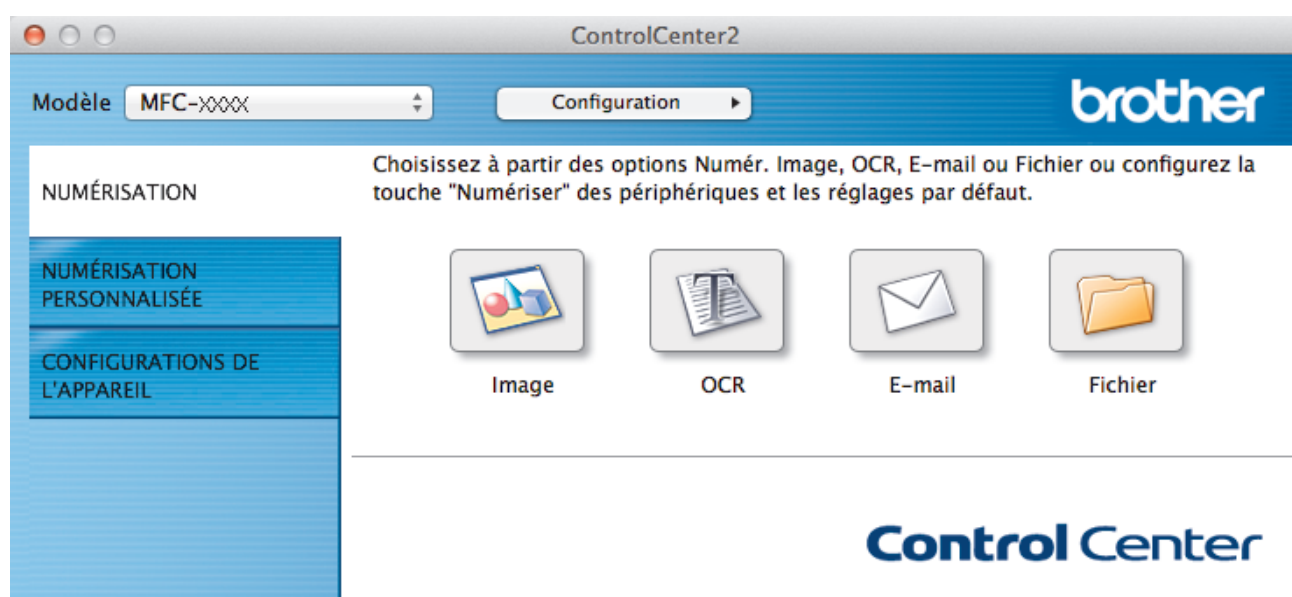 ControlCenter2
Modèle MFC-XXXX Configuration
brother
NUMÉRISATION
NUMÉRISATION
PERSONNALISÉE
CONFIGURATIONS DE
L'APPAREIL
Choisissez à partir des options Numér. Image, OCR, E-mail ou Fichier ou configurez la
touche "Numériser" des périphériques et les réglages par défaut.
Image OCR E-mail Fichier
Control Center